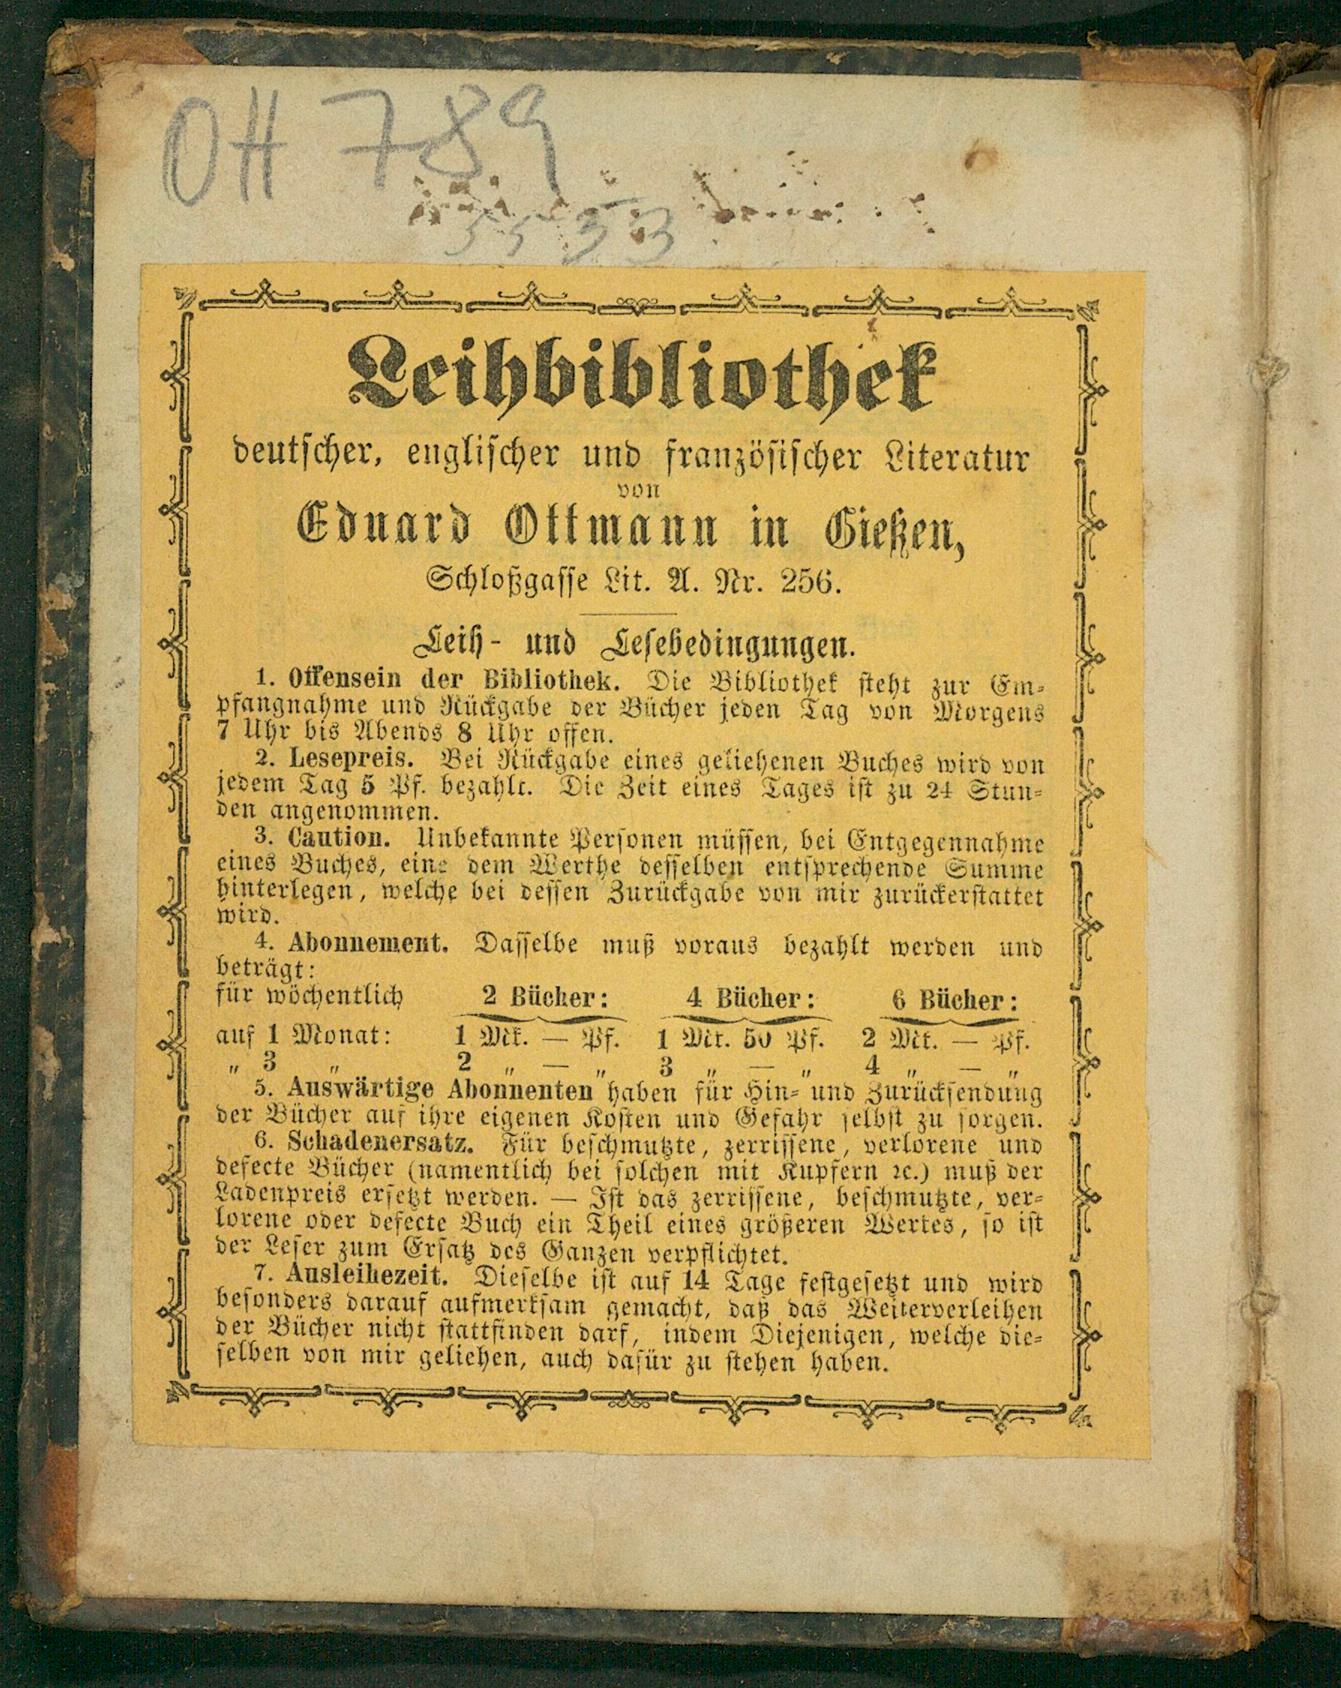 OH 789
5553
Leihbibliothek
deutscher, englischer und französischer Literatur
von
Eduard Ottmann in Gießen,
Schloßgasse Lit. A. Nr. 256.
Leih- und Lesebedingungen.
1. Offensein der Bibliothek. Die Bibliothek steht zur Em-
pfangnahme und Rückgabe der Bücher jeden Tag von Morgens
7 Uhr bis Abends 8 Uhr offen.
2. Lesepreis. Bei Rückgabe eines geliehenen Buches wird von
jedem Tag 5 Pf. bezahlt. Die Zeit eines Tages ist zu 24 Stun-
den angenommen.
3. Caution. Unbekannte Personen müssen, bei Entgegennahme
eines Buches, eine dem Werthe desselben entsprechende Summe
hinterlegen, welche bei dessen Zurückgabe von mir zurückerstattet
wird.
4. Abonnement. Dasselbe muß voraus bezahlt werden und
beträgt:
für wöchentlich 2 Bücher: 4 Bücher: 6 Bücher:
auf 1 Monat: 1 Mk. — Pf. 1 Mk. 50 Pf. 2 Mk. — Pf.
„ 3 „ 2 „ — „ 3 „ — „ 4 „ — „
5. Auswärtige Abonnenten haben für Hin- und Zurücksendung
der Bücher auf ihre eigenen Kosten und Gefahr selbst zu sorgen.
6. Schadenersatz. Für beschmutzte, zerrissene, verlorene und
defecte Bücher (namentlich bei solchen mit Kupfern ꝛc.) muß der
Ladenpreis ersetzt werden. — Ist das zerrissene, beschmutzte, ver-
lorene oder defecte Buch ein Theil eines größeren Wertes, so ist
der Leser zum Ersatz des Ganzen verpflichtet.
7. Ausleihezeit. Dieselbe ist auf 14 Tage festgesetzt und wird
besonders darauf aufmerksam gemacht, daß das Weiterverleihen
der Bücher nicht stattfinden darf, indem Diejenigen, welche die-
selben von mir geliehen, auch dafür zu stehen haben.